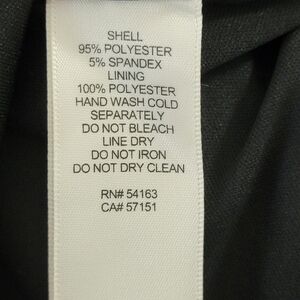 SHELL
95% POLYESTER
5% SPANDEX
LINING
100% POLYESTER
HAND WASH COLD
SEPARATELY
DO NOT BLEACH
LINE DRY
DO NOT IRON
DO NOT DRY CLEAN
RN# 54163
CA# 57151